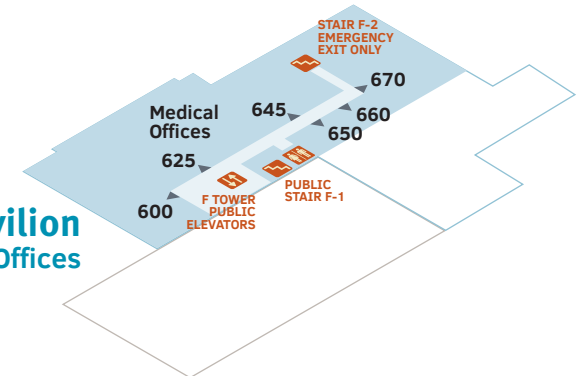 STAIR F-2
EMERGENCY
EXIT ONLY
670
Medical
Offices
645
660
650
625
PUBLIC
STAIR F-1
600
F TOWER
PUBLIC
ELEVATORS
vilion
Offices